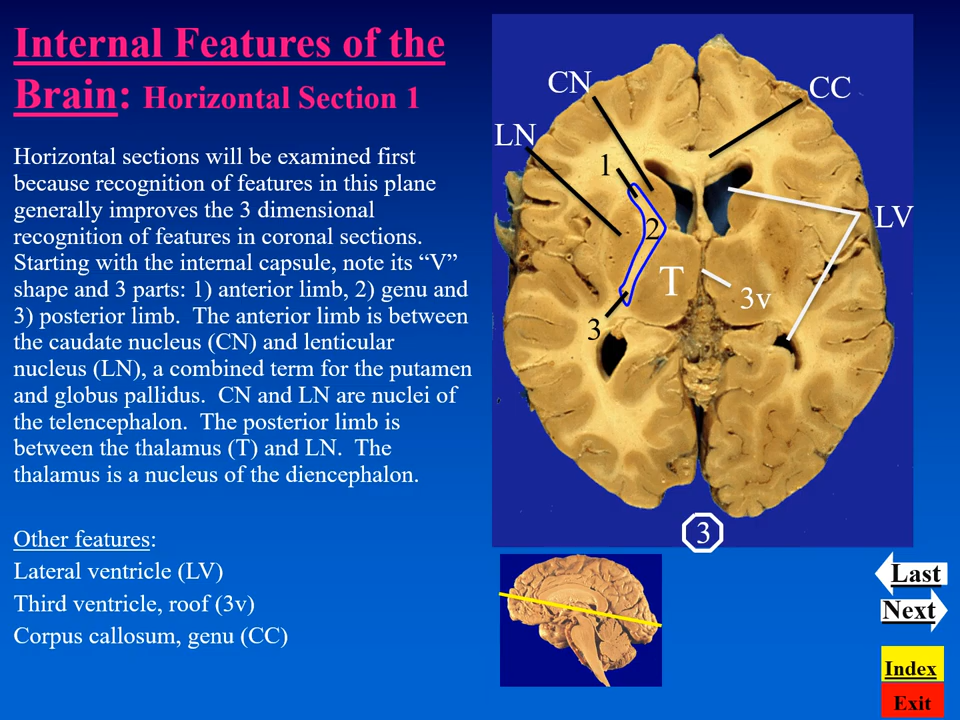 Internal Features of the
Brain: Horizontal Section 1
Horizontal sections will be examined first
because recognition of features in this plane
generally improves the 3 dimensional
recognition of features in coronal sections.
Starting with the internal capsule, note its “V”
shape and 3 parts: 1) anterior limb, 2) genu and
3) posterior limb.  The anterior limb is between
the caudate nucleus (CN) and lenticular
nucleus (LN), a combined term for the putamen
and globus pallidus.  CN and LN are nuclei of
the telencephalon.  The posterior limb is
between the thalamus (T) and LN.  The
thalamus is a nucleus of the diencephalon.
Other features:
Lateral ventricle (LV)
Third ventricle, roof (3v)
Corpus callosum, genu (CC)
CN
CC
LN
1
LV
2
T
3v
3
3
Last
Next
Index
Exit